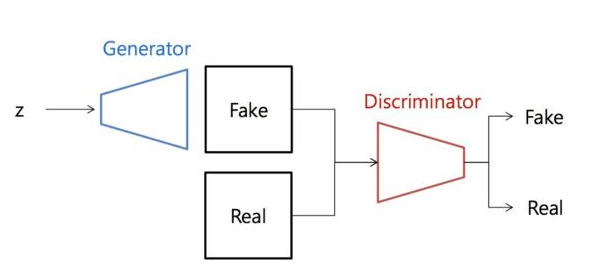 Generator
z
Fake
Real
Discriminator
Fake
Real